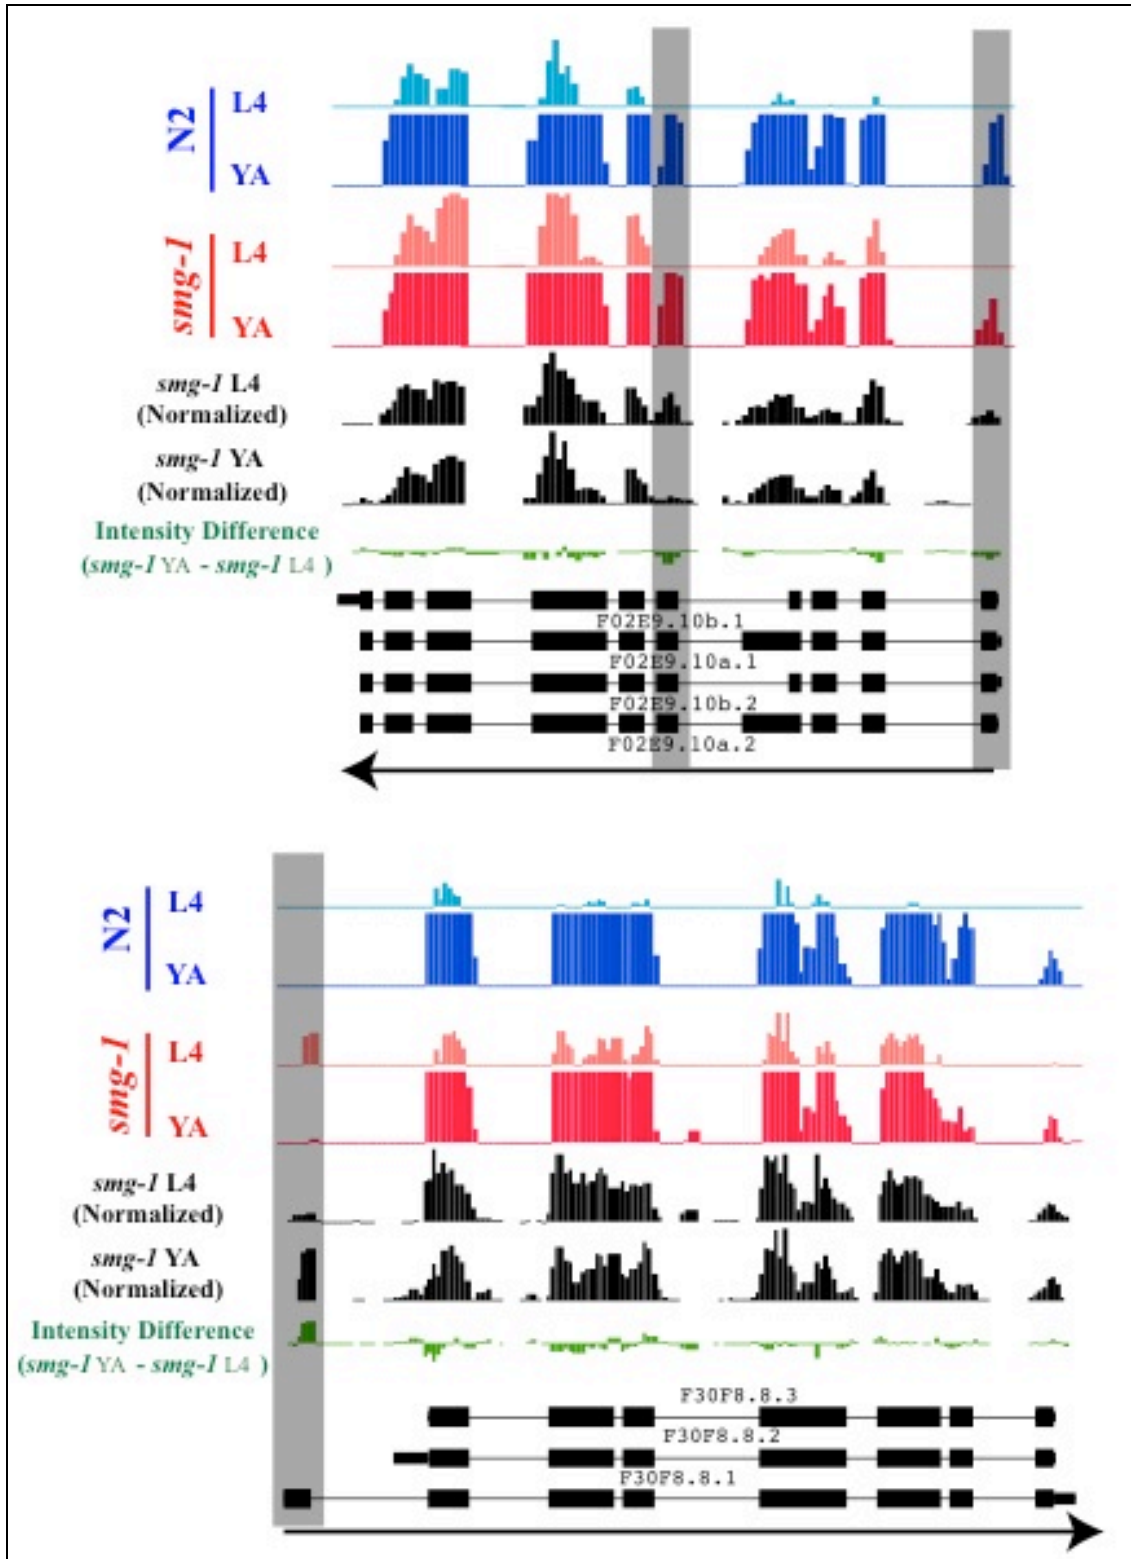 N2
L4
YA
smg-1
L4
YA
smg-1 L4
(Normalized)
smg-1 YA
(Normalized)
Intensity Difference
(smg-1 YA - smg-1 L4 )
F02E9.10b.1
F02E9.10a.1
F02E9.10b.2
F02E9.10a.2
N2
L4
YA
smg-1
L4
YA
smg-1 L4
(Normalized)
smg-1 YA
(Normalized)
Intensity Difference
(smg-1 YA - smg-1 L4 )
F30F8.8.3
F30F8.8.2
F30F8.8.1